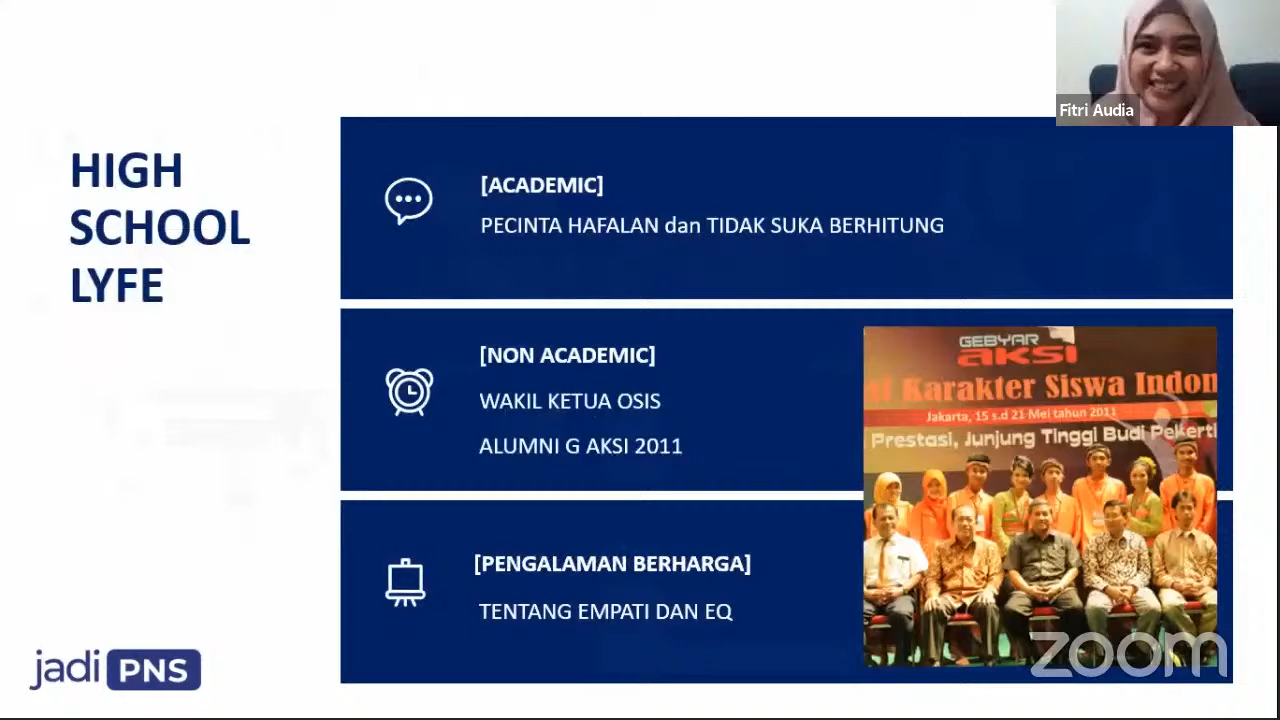 Fitri Audia
HIGH
SCHOOL
LYFE
[ACADEMIC]
PECINTA HAFALAN dan TIDAK SUKA BERHITUNG
[NON ACADEMIC]
WAKIL KETUA OSIS
ALUMNI G AKSI 2011
[PENGALAMAN BERHARGA]
TENTANG EMPATI DAN EQ
GEBYAR
aksi
Karakter Siswa Indon
Jakarta, 15 s.d 21 Mei tahun 2011
Prestasi, Junjung Tinggi Budi Pekerti
jadi PNS
zoom